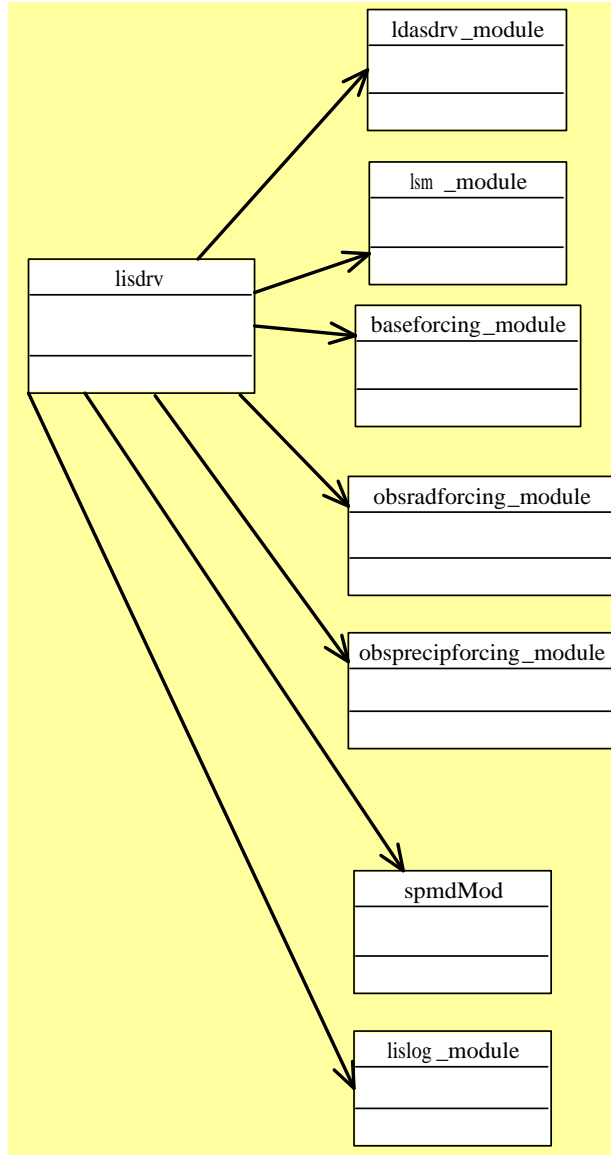 ldasdrv_module
lsm _module
lisdrv
baseforcing_module
obsradforcing_module
obsprecipforcing_module
spmdMod
lislog_module